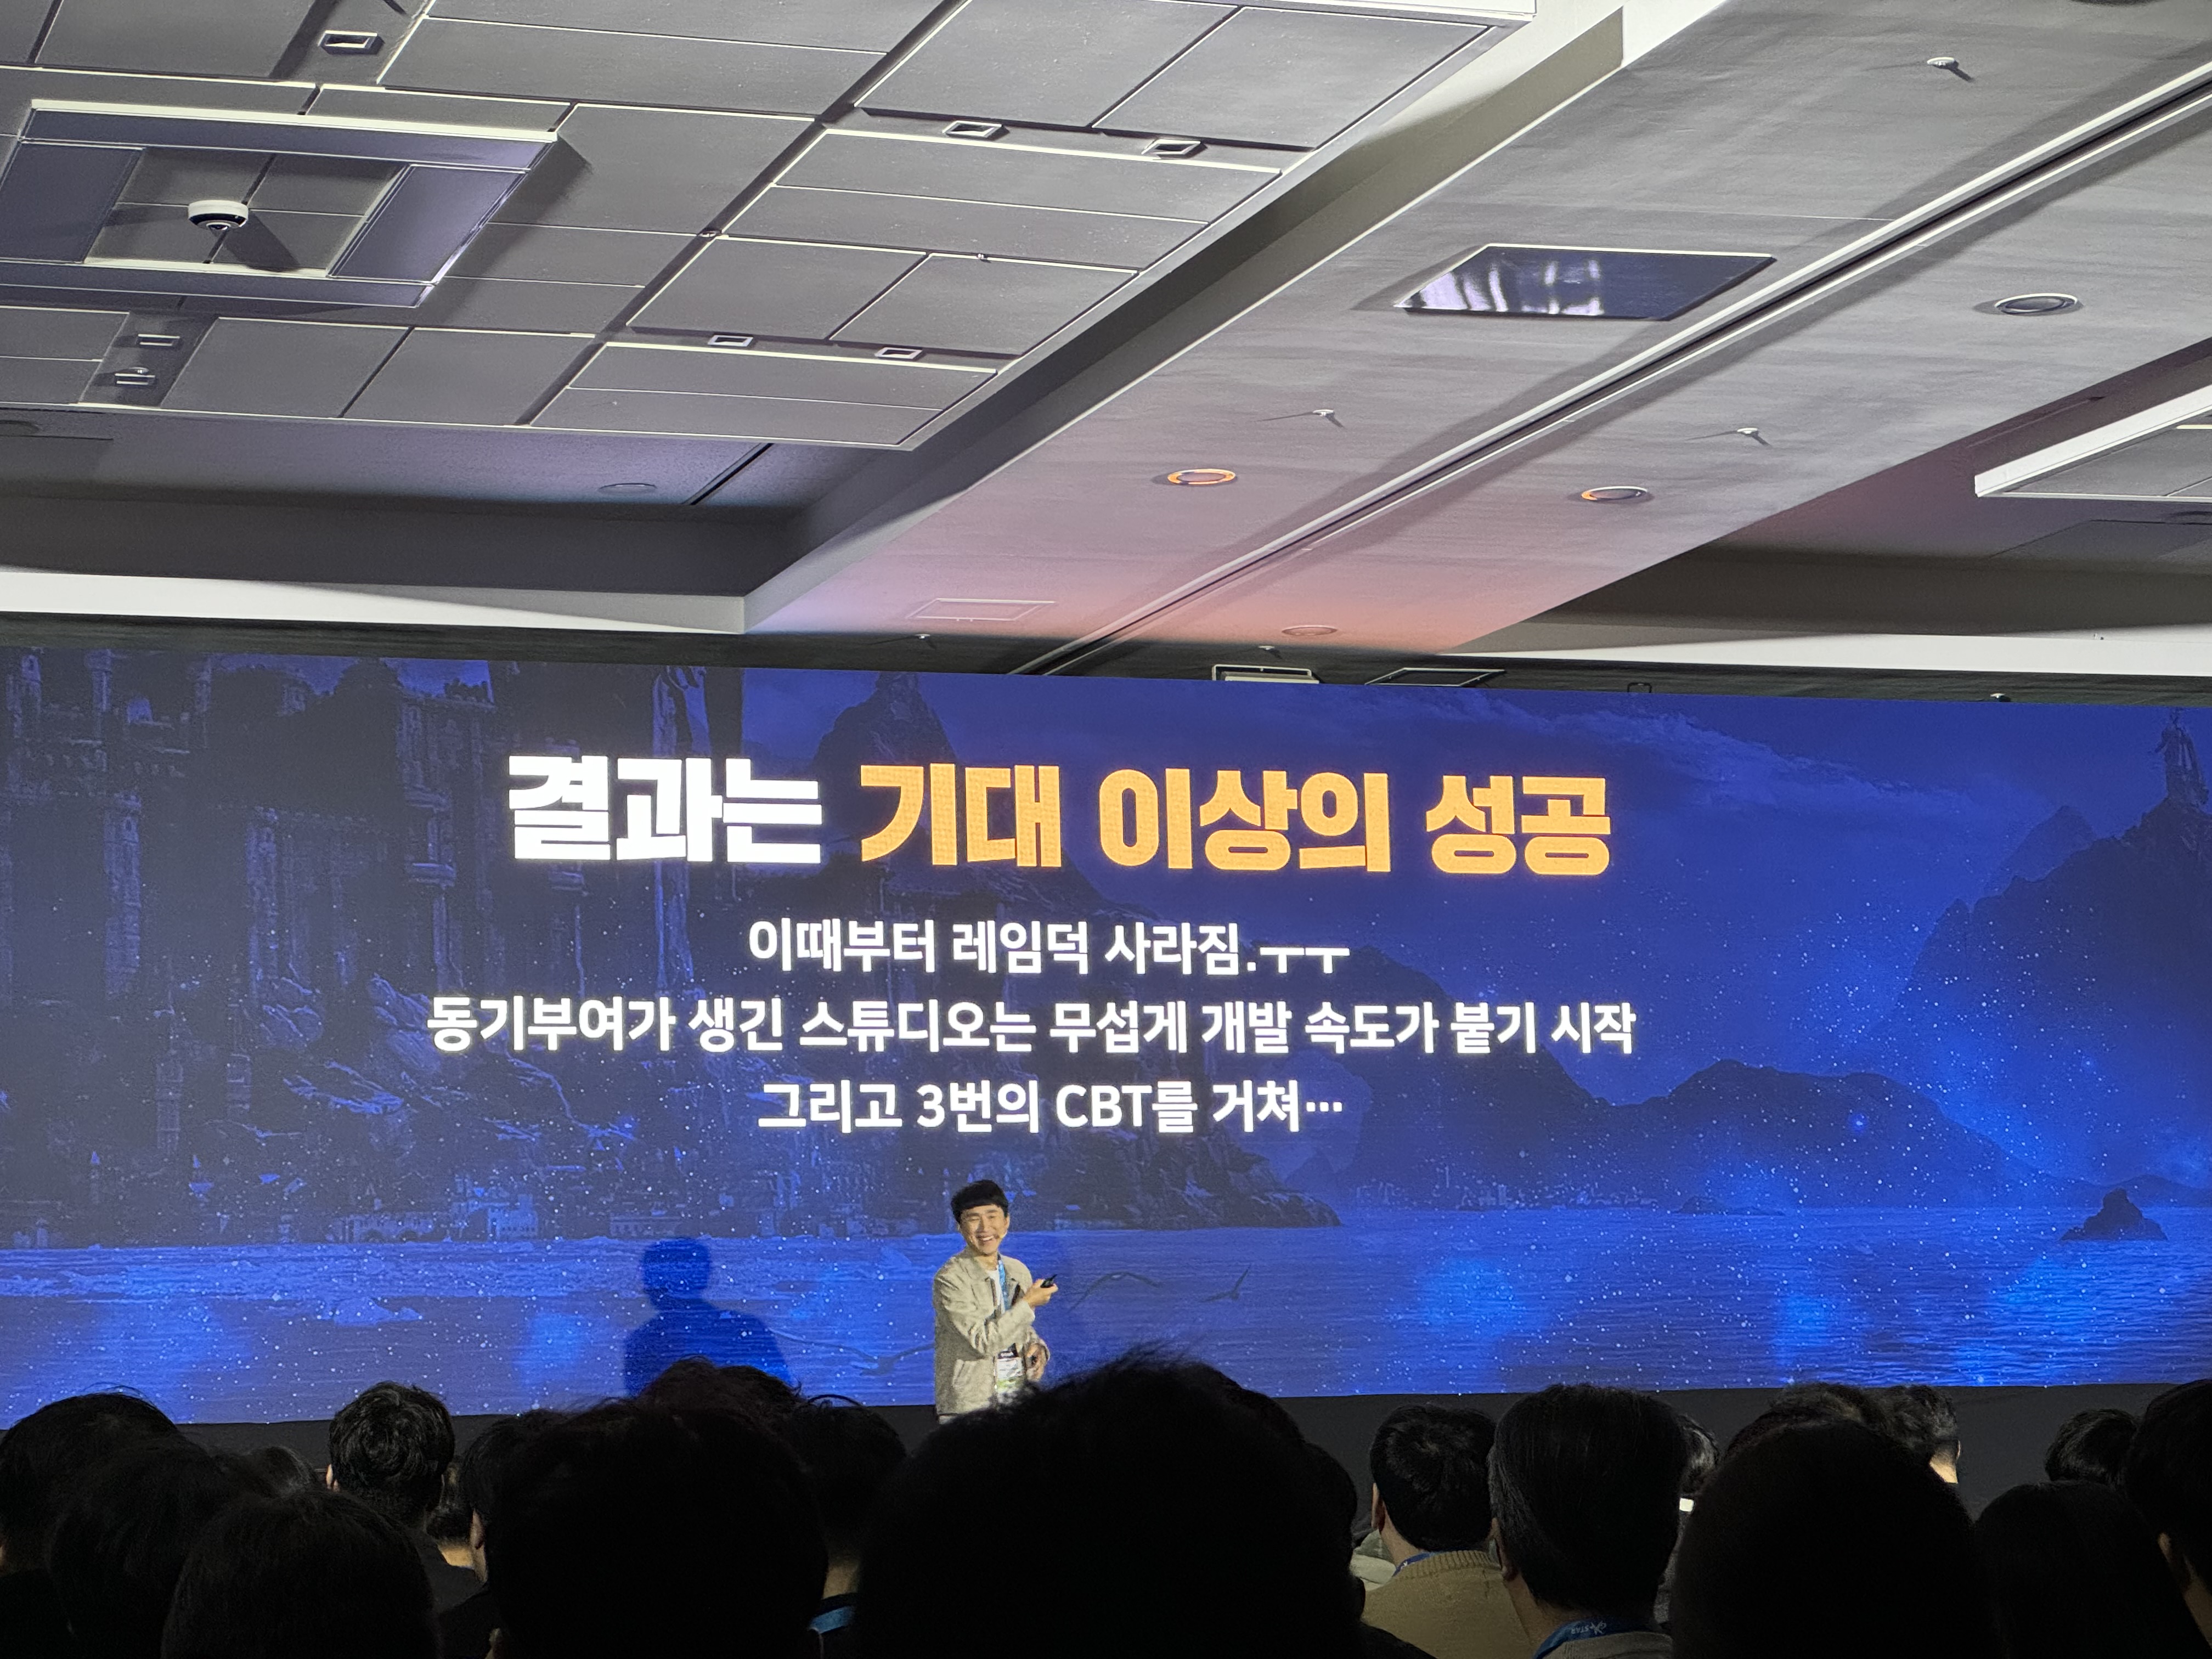 결과는 기대 이상의 성공
이때부터 레임덕 사라짐.ㅜㅜ
동기부여가 생긴 스튜디오는 무섭게 개발 속도가 붙기 시작
그리고 3번의 CBT를 거쳐…
STAR